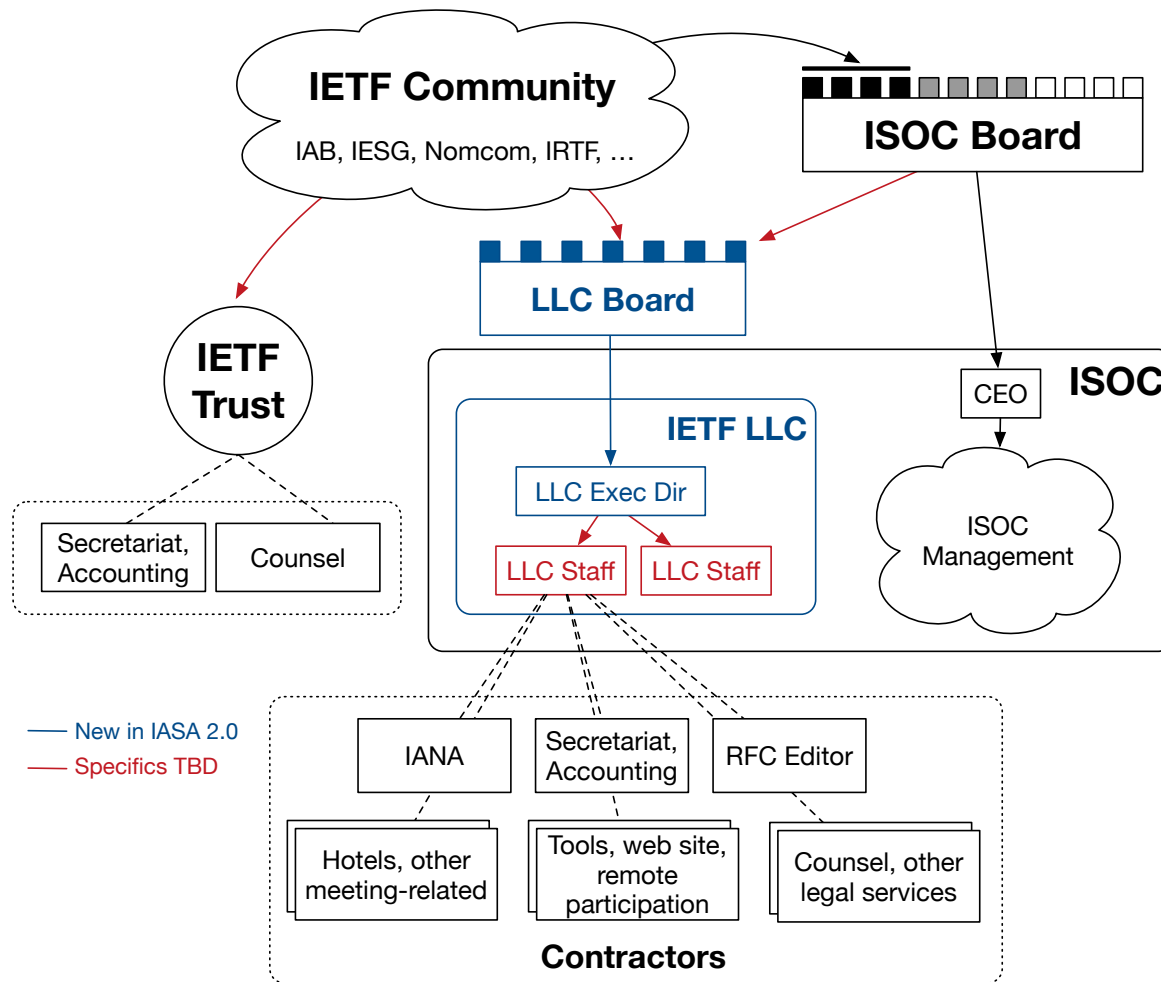 IETF Community
IAB, IESG, Nomcom, IRTF, …
ISOC Board
LLC Board
IETF
Trust
ISOC
CEO
IETF LLC
LLC Exec Dir
ISOC
Management
Secretariat,
Accounting
Counsel
LLC Staff
LLC Staff
New in IASA 2.0
Specifics TBD
IANA
Secretariat,
Accounting
RFC Editor
Hotels, other
meeting-related
Tools, web site,
remote
participation
Counsel, other
legal services
Contractors